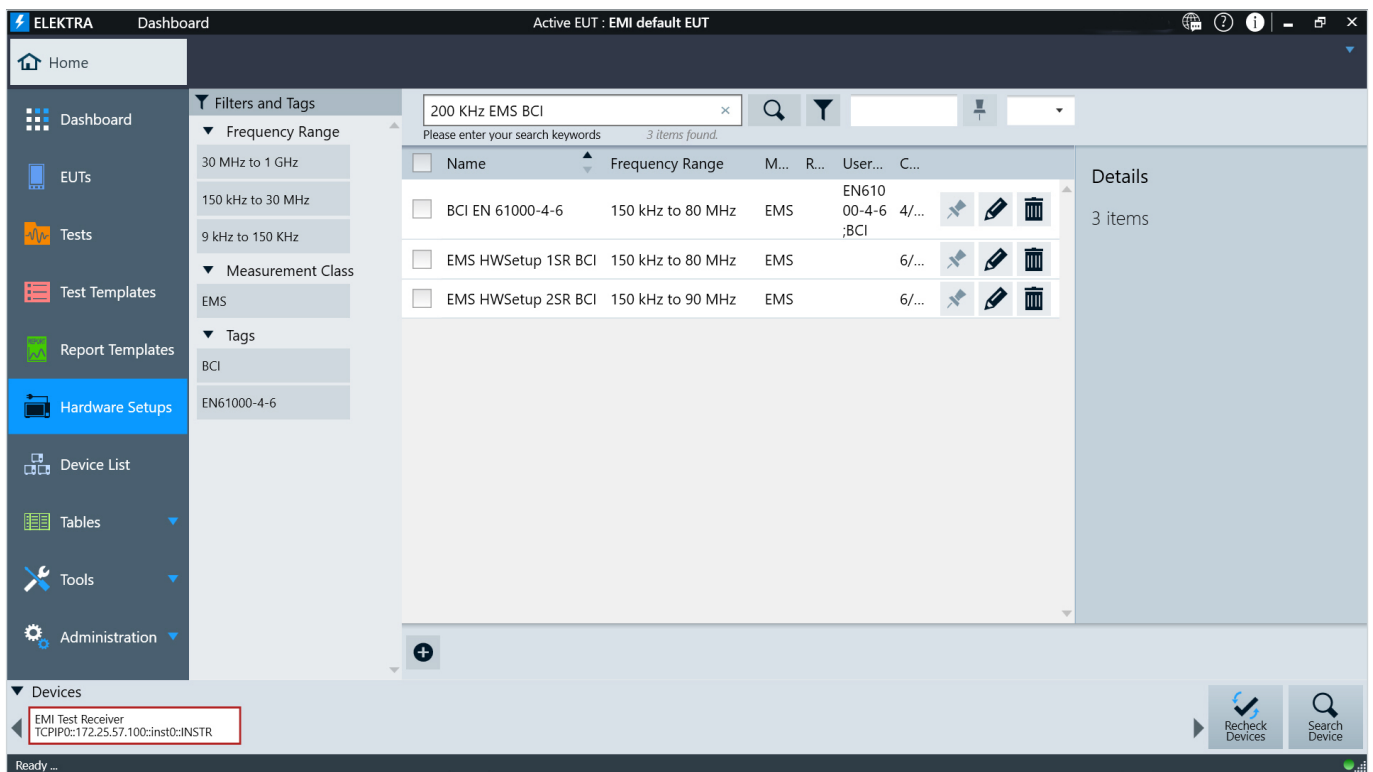 ELEKTRA Dashboard Active EUT : EMI default EUT
Home
Dashboard
EUTs
Tests
Test Templates
REPORT
Report Templates
Hardware Setups
Device List
Tables
Tools
Administration
Filters and Tags
Frequency Range
30 MHz to 1 GHz
150 kHz to 30 MHz
9 kHz to 150 KHz
Measurement Class
EMS
Tags
BCI
EN61000-4-6
200 KHz EMS BCI ×
Please enter your search keywords 3 items found.
Name Frequency Range M... R... User... C...
EN610
BCI EN 61000-4-6 150 kHz to 80 MHz EMS 00-4-6 4/...
;BCI
EMS HWSetup 1SR BCI 150 kHz to 80 MHz EMS 6/...
EMS HWSetup 2SR BCI 150 kHz to 90 MHz EMS 6/...
Details
3 items
Devices
EMI Test Receiver
TCPIP0::172.25.57.100::inst0::INSTR
Recheck
Devices
Search
Device
Ready ...